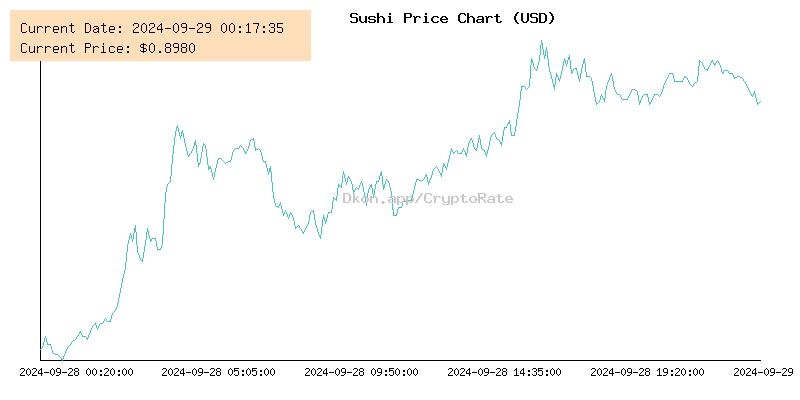 Sushi Price Chart (USD)
Current Date: 2024-09-29 00:17:35
Current Price: $0.8980
Dkon.app/CryptoRate
2024-09-28 00:20:00 2024-09-28 05:05:00 2024-09-28 09:50:00 2024-09-28 14:35:00 2024-09-28 19:20:00 2024-09-29